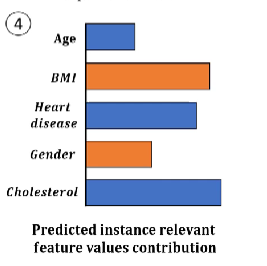 4
Age
BMI
Heart
disease
Gender
Cholesterol
Predicted instance relevant
feature values contribution